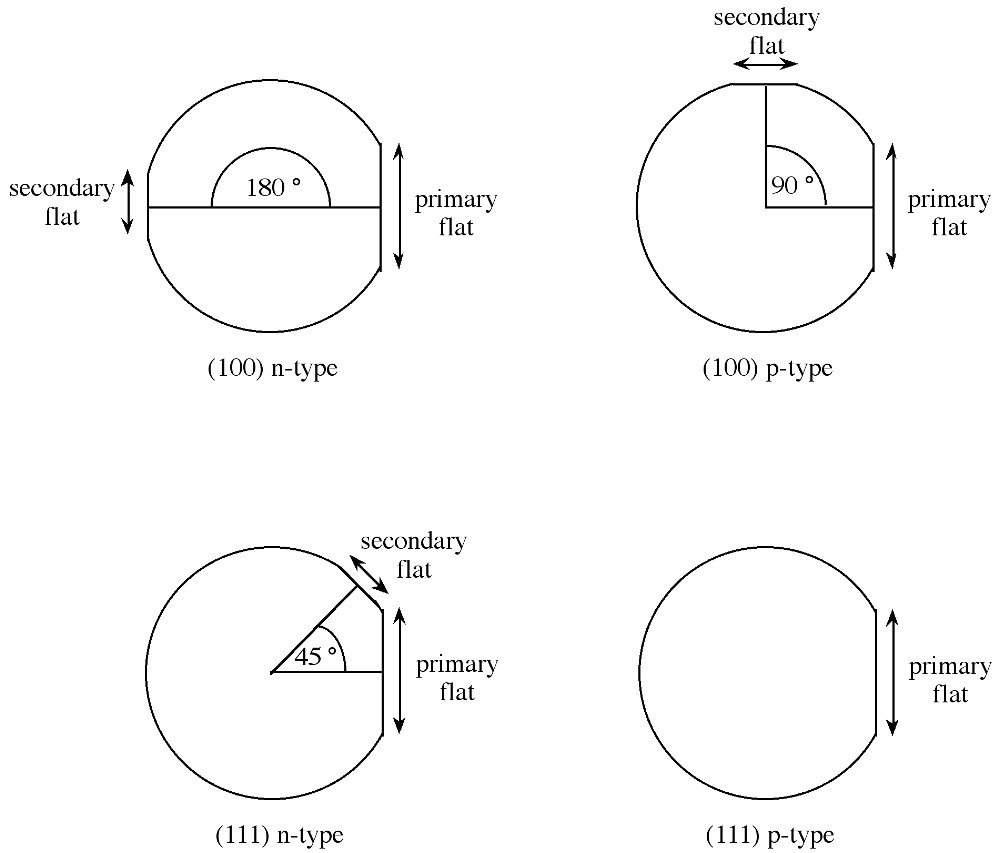 secondary
flat
180 °
primary
flat
(100) n-type
secondary
flat
90 °
primary
flat
(100) p-type
secondary
flat
45 °
primary
flat
(111) n-type
primary
flat
(111) p-type